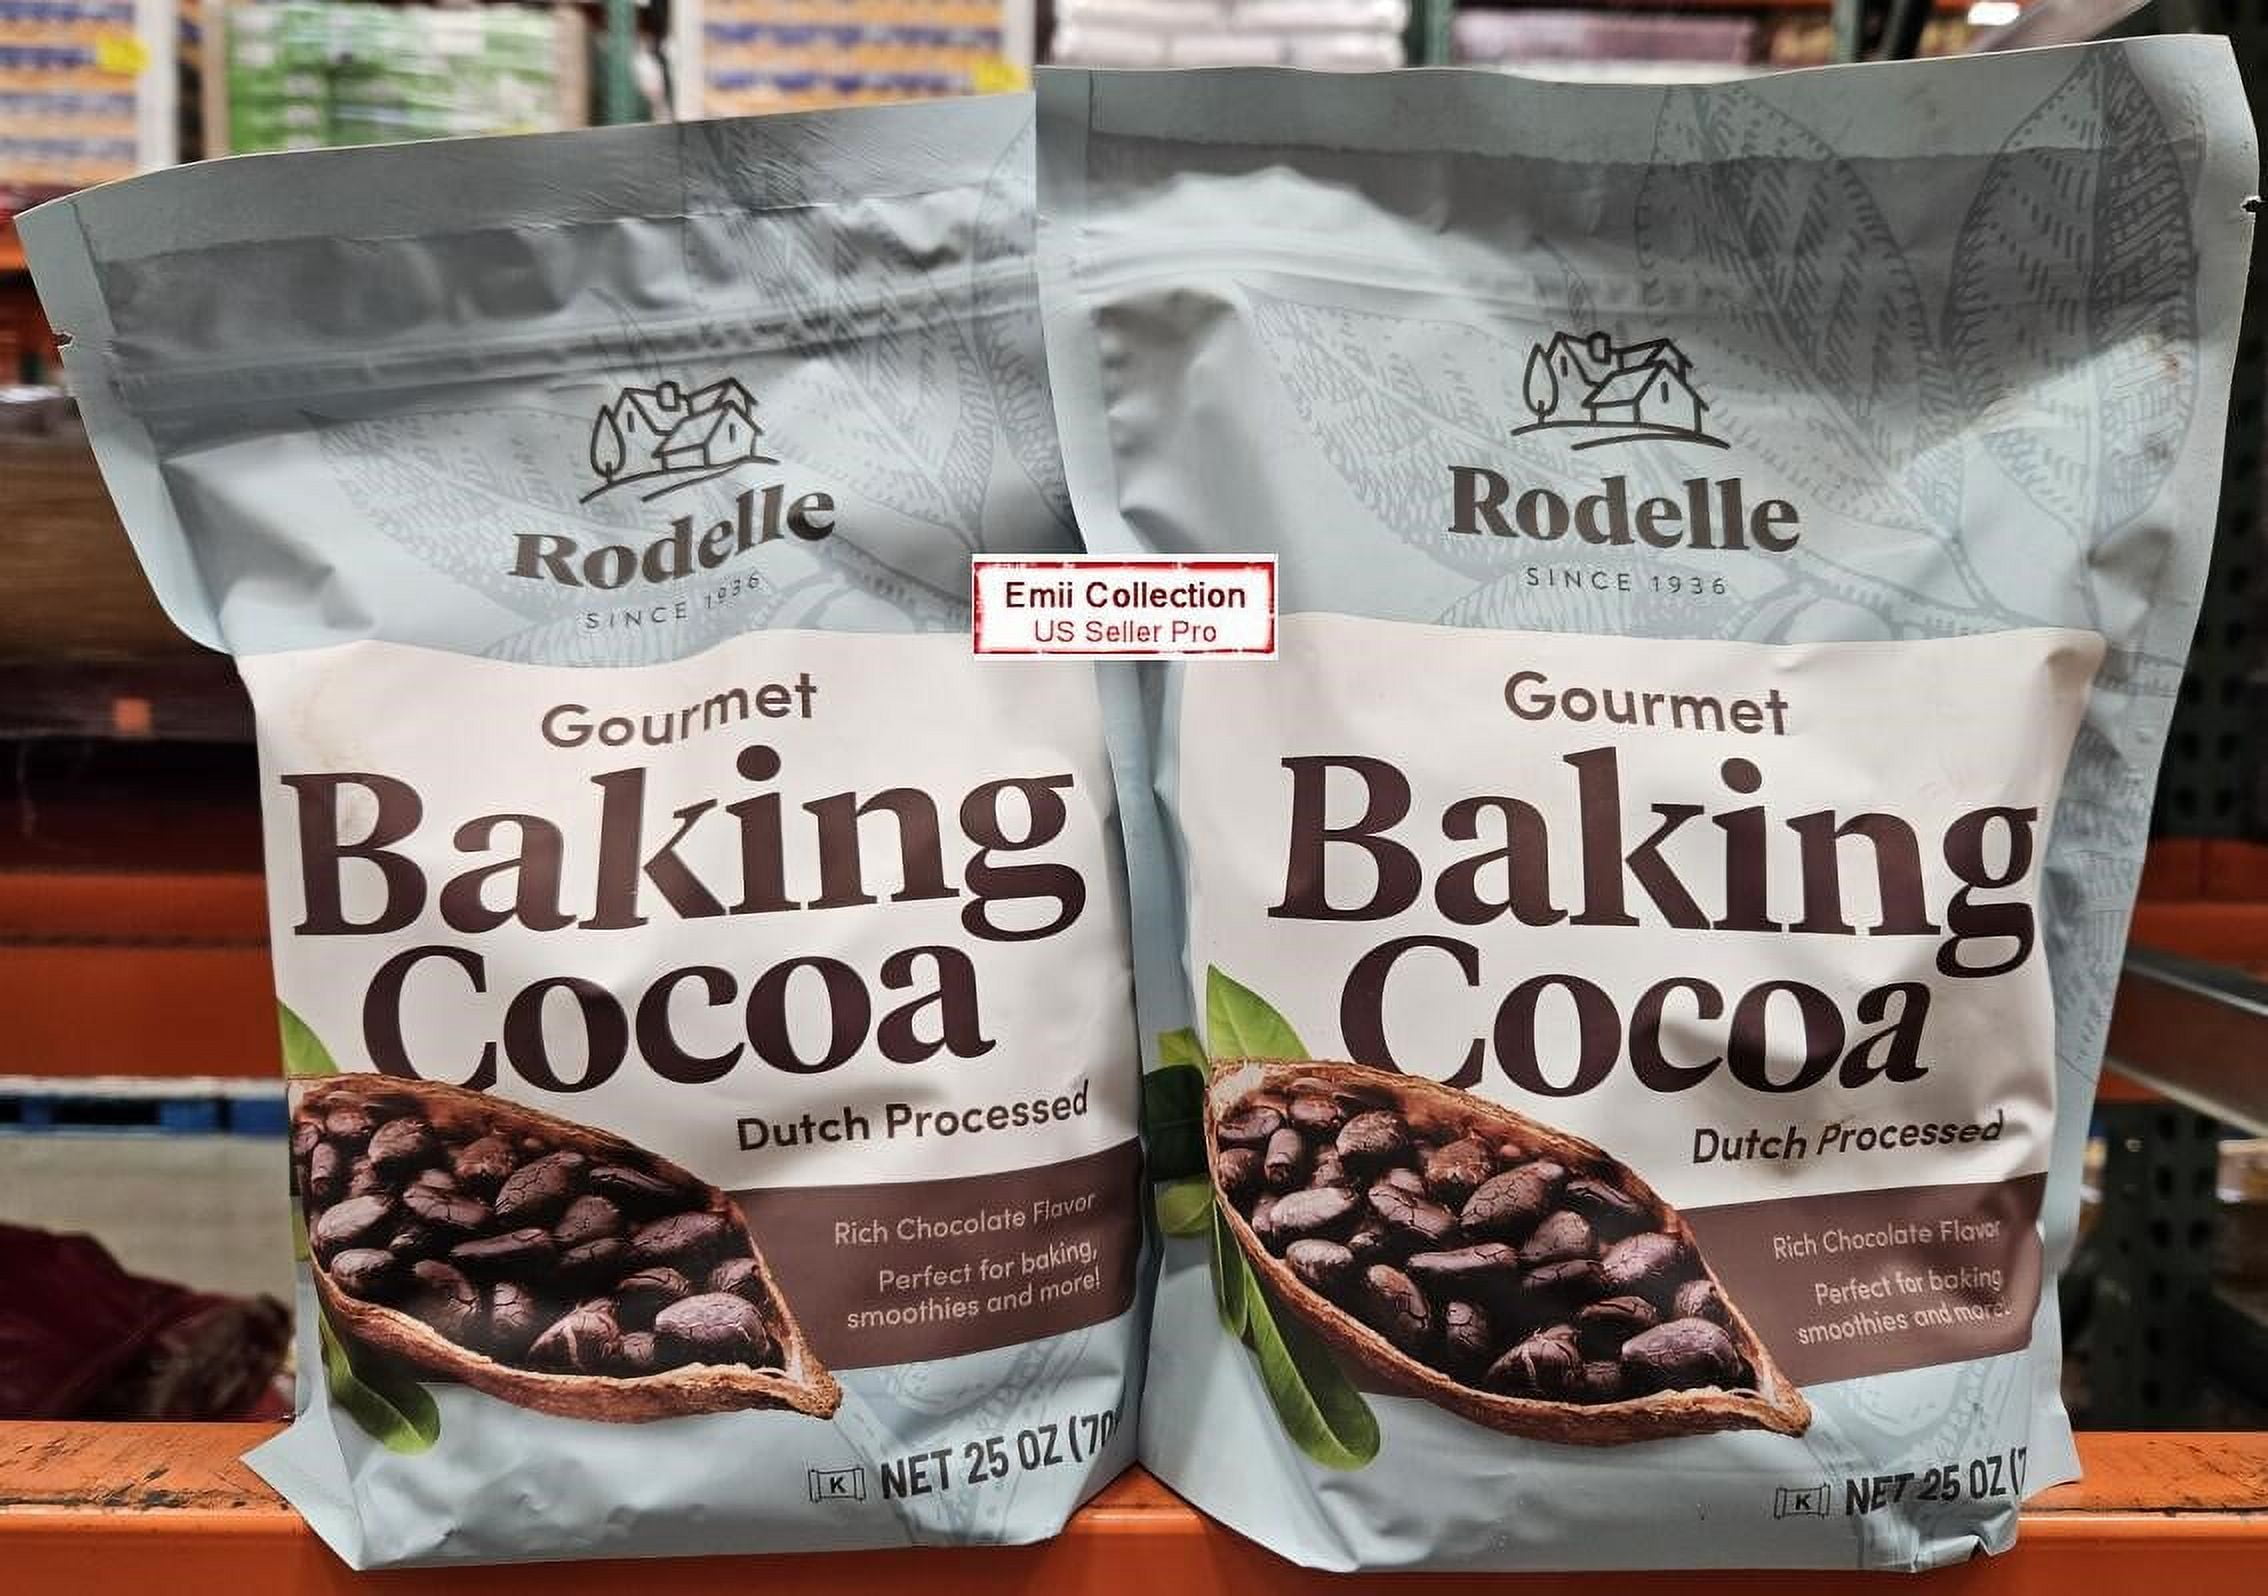 Rodelle
SINCE 1936
Gourmet
Baking
Cocoa
Dutch Processed
Rich Chocolate Flavor
Perfect for baking,
smoothies and more!
K NET 25 OZ (70
Emii Collection
US Seller Pro
Rodelle
SINCE 1936
Gourmet
Baking
Cocoa
Dutch Processed
Rich Chocolate Flavor
Perfect for baking
smoothies and more!
K NET 25 OZ (7